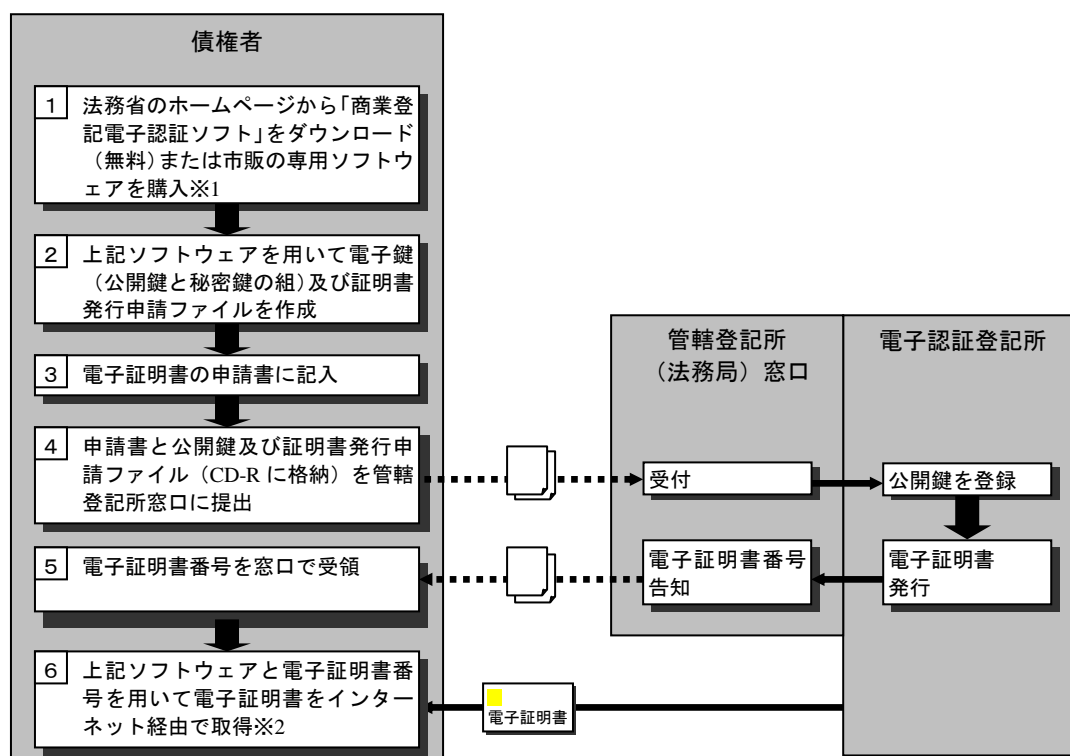 債権者
1 法務省のホームページから「商業登
記電子認証ソフト」をダウンロード
(無料)または市販の専用ソフトウ
ェアを購入※1
2 上記ソフトウェアを用いて電子鍵
(公開鍵と秘密鍵の組)及び証明書
発行申請ファイルを作成
3 電子証明書の申請書に記入
4 申請書と公開鍵及び証明書発行申
請ファイル(CD-R に格納)を管轄
登記所窓口に提出
5 電子証明書番号を窓口で受領
6 上記ソフトウェアと電子証明書番
号を用いて電子証明書をインター
ネット経由で取得※2
管轄登記所
(法務局)窓口
受付
電子証明書番号
告知
電子認証登記所
公開鍵を登録
電子証明書
発行
電子証明書